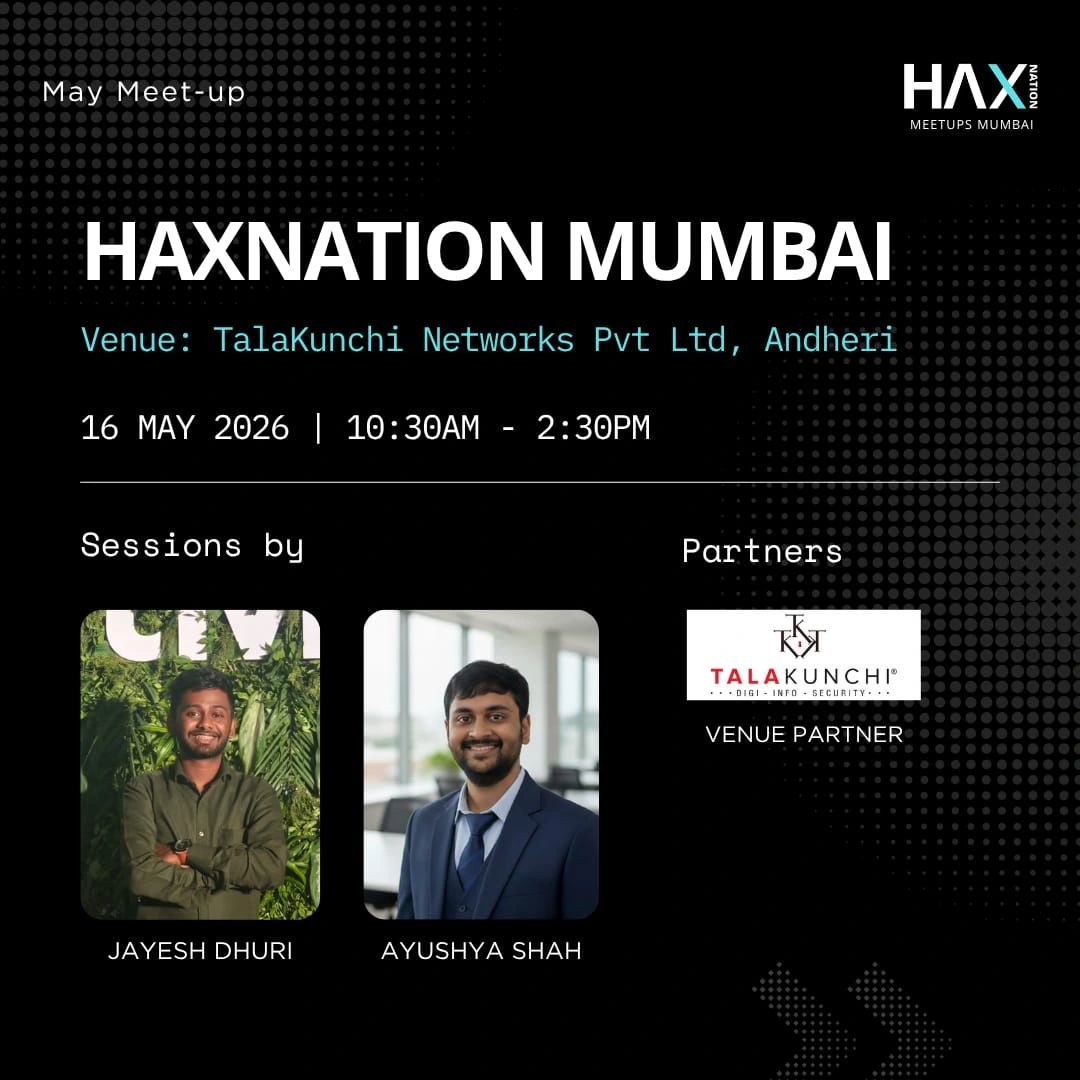 May Meet-up
HAX NATION
MEETUPS MUMBAI
HAXNATION MUMBAI
Venue: TalaKunchi Networks Pvt Ltd, Andheri
16 MAY 2026 | 10:30AM - 2:30PM
Sessions by
Partners
TKK
TALAKUNCHI®
···DIGI - INFO - SECURITY···
VENUE PARTNER
JAYESH DHURI
AYUSHYA SHAH